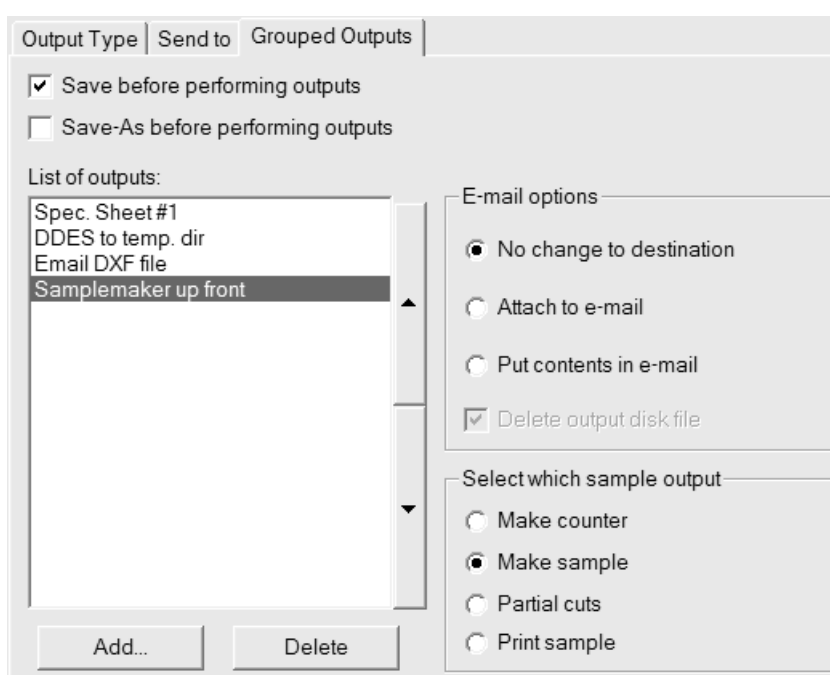 Output Type
Send to
Grouped Outputs
Save before performing outputs
Save-As before performing outputs
List of outputs:
Spec. Sheet #1
DDES to temp. dir
Email DXF file
Samplemaker up front
Add...
Delete
E-mail options
No change to destination
Attach to e-mail
Put contents in e-mail
Delete output disk file
Select which sample output
Make counter
Make sample
Partial cuts
Print sample